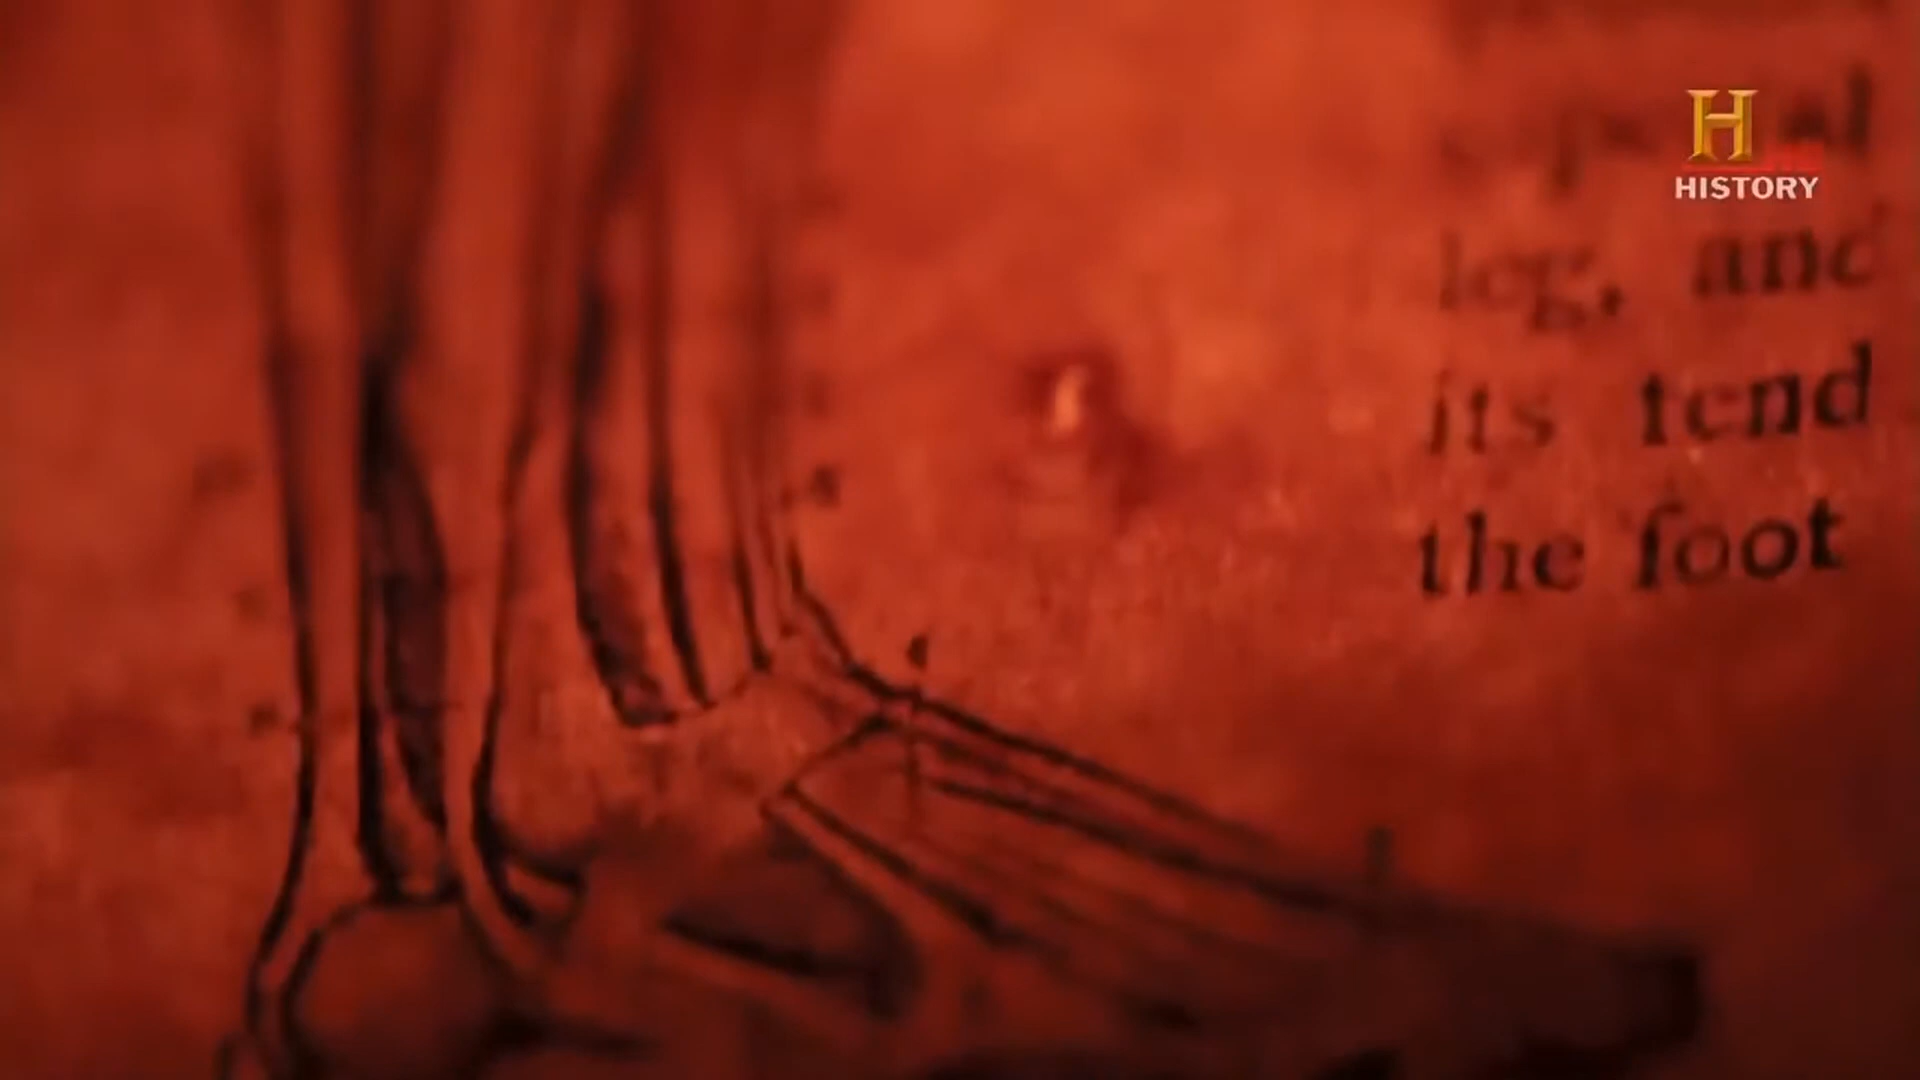 HISTORY
leg, and
its tend
the foot